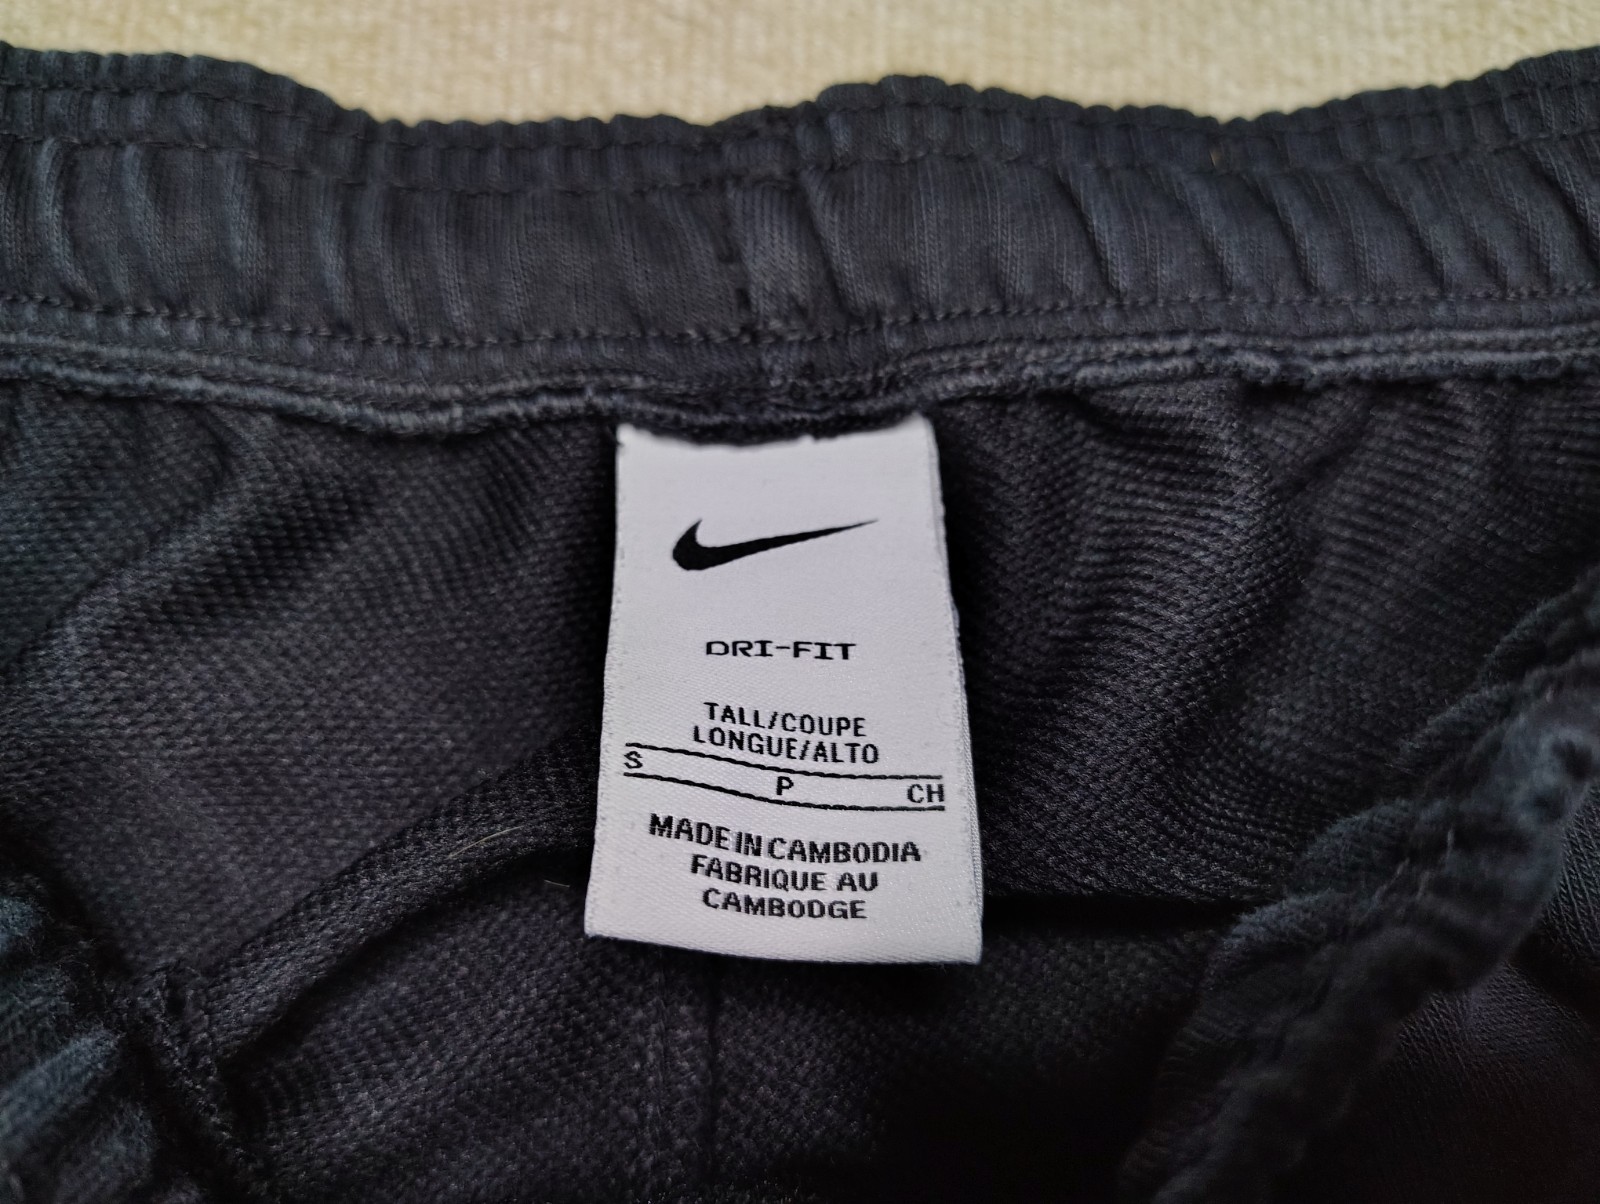 DRI-FIT
TALL/COUPE
LONGUE/ALTO
S P CH
MADE IN CAMBODIA
FABRIQUE AU
CAMBODGE